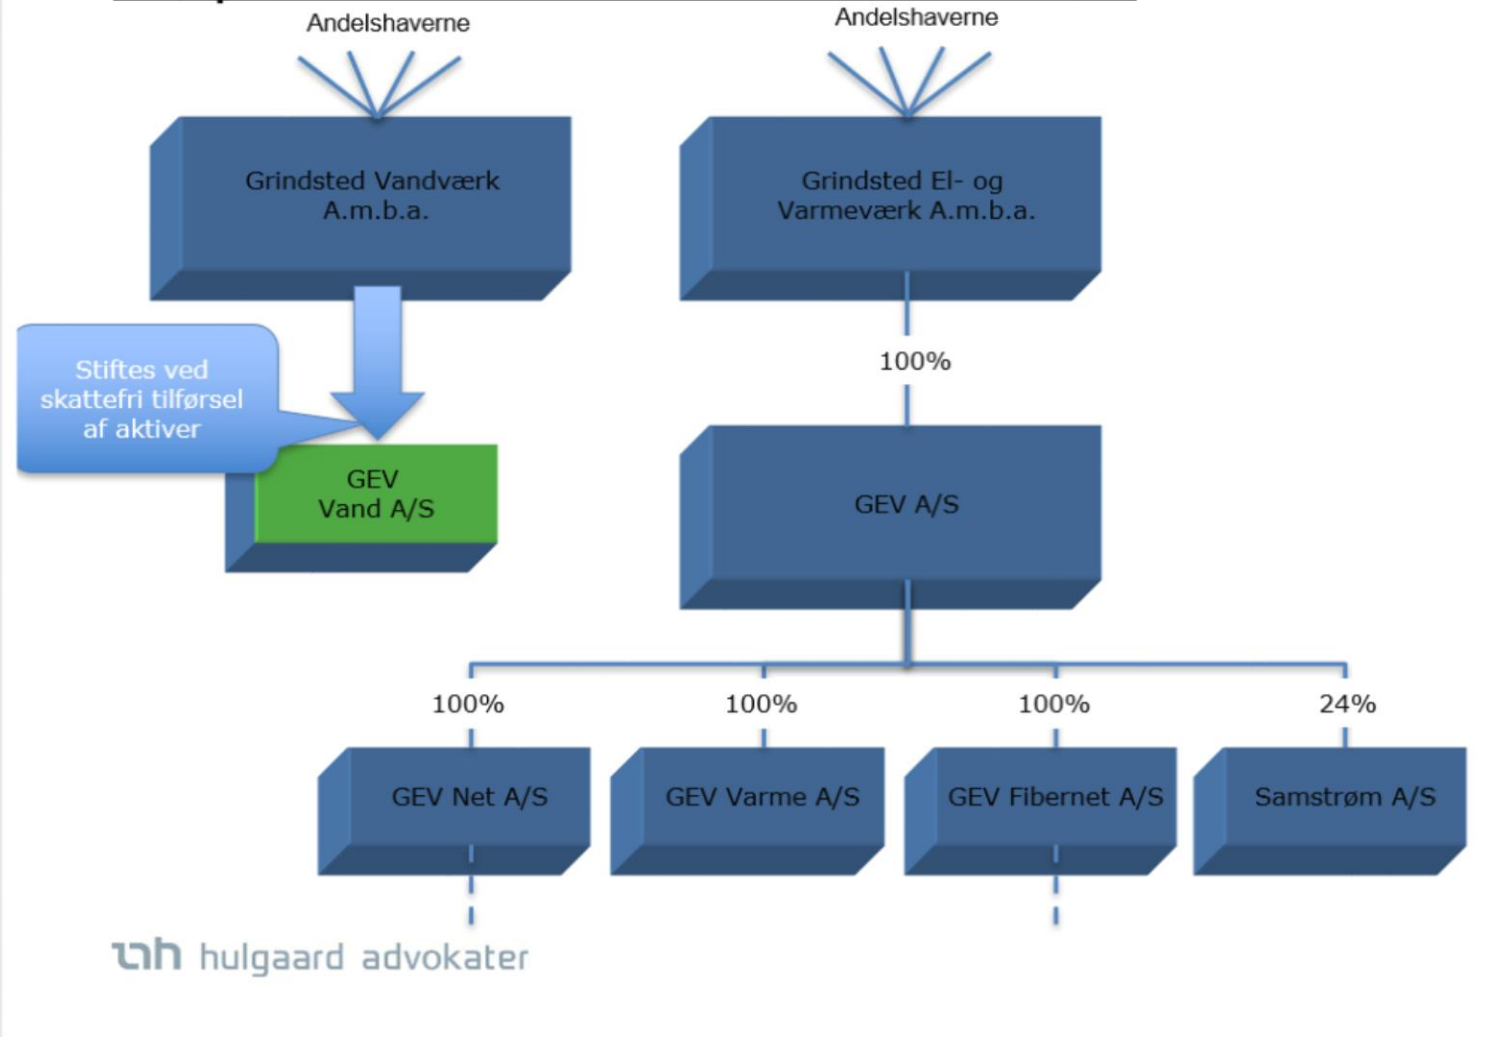 Andelshaverne
Andelshaverne
Grindsted Vandværk
A.m.b.a.
Grindsted El- og
Varmeværk A.m.b.a.
100%
Stiftes ved
skattefri tilførsel
af aktiver
GEV
Vand A/S
GEV A/S
100%
100%
100%
24%
GEV Net A/S
GEV Varme A/S
GEV Fibernet A/S
Samstrøm A/S
hulgaard advokater